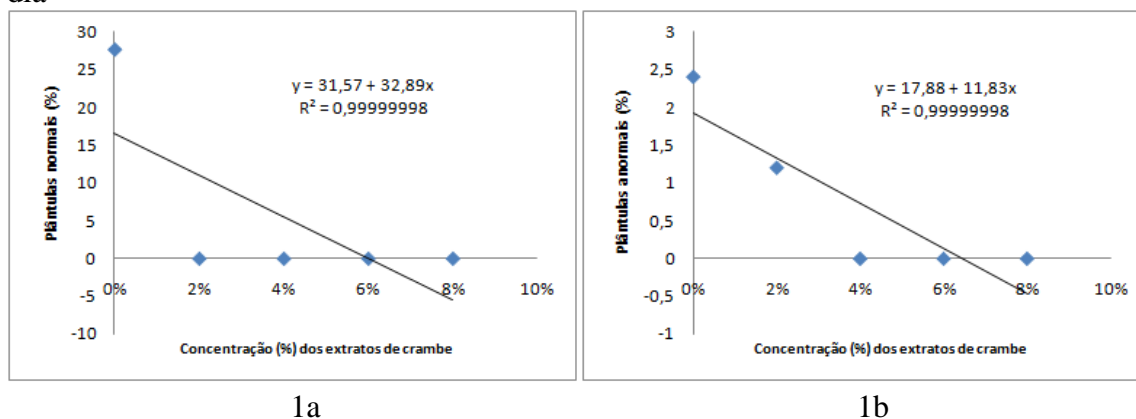 dia
30
25
20
15
10
5
0
-5
-10
0%
2%
4%
6%
8%
10%
Plântulas normais (%)
y = 31,57 + 32,89x
R² = 0,99999998
Concentração (%) dos extratos de crambe
3
2,5
2
1,5
1
0,5
0
-0,5
-1
0%
2%
4%
6%
8%
10%
Plântulas anormais (%)
y = 17,88 + 11,83x
R² = 0,99999998
Concentração (%) dos extratos de crambe
1a
1b